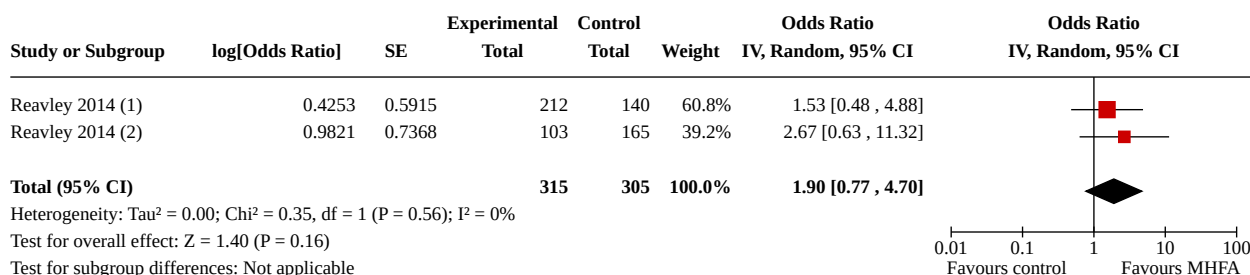 Experimental Control Odds Ratio Odds Ratio
Study or Subgroup log[Odds Ratio] SE Total Total Weight IV, Random, 95% CI IV, Random, 95% CI
Reavley 2014 (1) 0.4253 0.5915 212 140 60.8% 1.53 [0.48 , 4.88]
Reavley 2014 (2) 0.9821 0.7368 103 165 39.2% 2.67 [0.63 , 11.32]
Total (95% CI) 315 305 100.0% 1.90 [0.77 , 4.70]
Heterogeneity: Tau² = 0.00; Chi² = 0.35, df = 1 (P = 0.56); I² = 0%
Test for overall effect: Z = 1.40 (P = 0.16)
0.01 0.1 1 10 100
Test for subgroup differences: Not applicable Favours control Favours MHFA